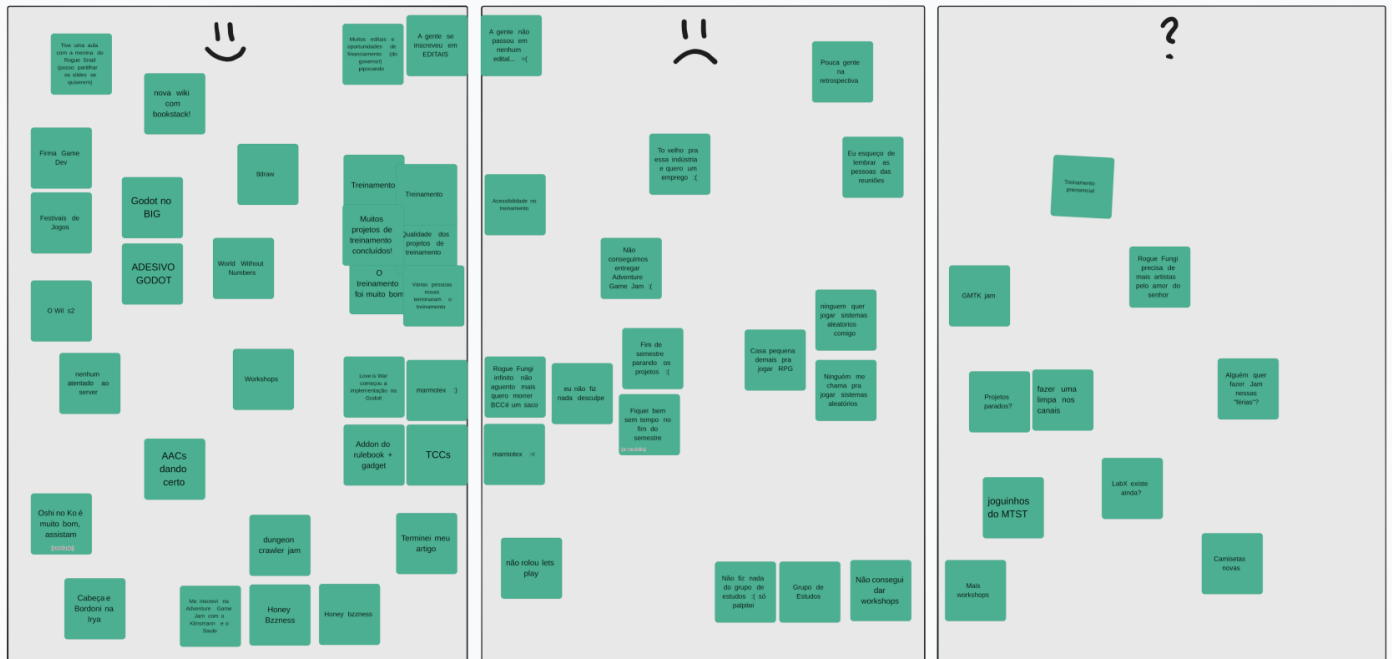 Tive uma aula
com a menina do
Rogue Snail
(posso partilhar
os slides se
quiserem)
nova wiki
com
bookstack!
Muitos editais e
oportunidades de
financiamento (do
governo!)
pipocando
A gente se
inscreveu em
EDITAIS
Firma Game
Dev
Festivais de
Jogos
Godot no
BIG
ADESIVO
GODOT
tldraw
World Without
Numbers
Treinamento
Treinamento
Muitos
projetos de
treinamento
concluídos!
Qualidade dos
projetos de
treinamento
O
treinamento
foi muito bom
Várias pessoas
novas
terminaram o
treinamento
O Wil s2
nenhum
atentado ao
server
Workshops
Love is War
começou a
implementação na
Godot!
marmotex :)
Addon do
rulebook +
gadget
TCCs
AACs
dando
certo
Oshi no Ko é
muito bom,
assistam
dungeon
crawler jam
Terminei meu
artigo
Cabeça e
Bordoni na
Irya
Me inscrevi na
Adventure Game
Jam com o
e o
Honey
Bzzness
Honey bzzness
A gente não
passou em
nenhum
edital... =(
Pouca gente
na
retrospectiva
To velho pra
essa indústria
e quero um
emprego :(
Eu esqueço de
lembrar as
pessoas das
reuniões
Acessibilidade no
treinamento
Não
conseguimos
entregar
Adventure
Game Jam :(
ninguem quer
jogar sistemas
aleatórios
comigo
Fim de
semestre
parando os
projetos :(
Casa pequena
demais pra
jogar RPG
Rogue Fungi
infinito não
aguento mais
quero morrer
BCC é um saco
eu não fiz
nada desculpe
Ninguém me
chama pra
jogar sistemas
aleatórios
Fiquei bem
sem tempo no
fim do
semestre
marmotex :(
não rolou lets
play
Não fiz nada
do grupo de
estudos :( só
palpitei
Grupo de
Estudos
Não consegui
dar
workshops
?
Treinamento
presencial
GMTK jam
Rogue Fungi
precisa de
mais artistas
pelo amor do
senhor
Projetos
parados?
fazer uma
limpa nos
canais
Alguém quer
fazer Jam
nessas
"férias"?
joguinhos
do MTST
LabX existe
ainda?
Camisetas
novas
Mais
workshops